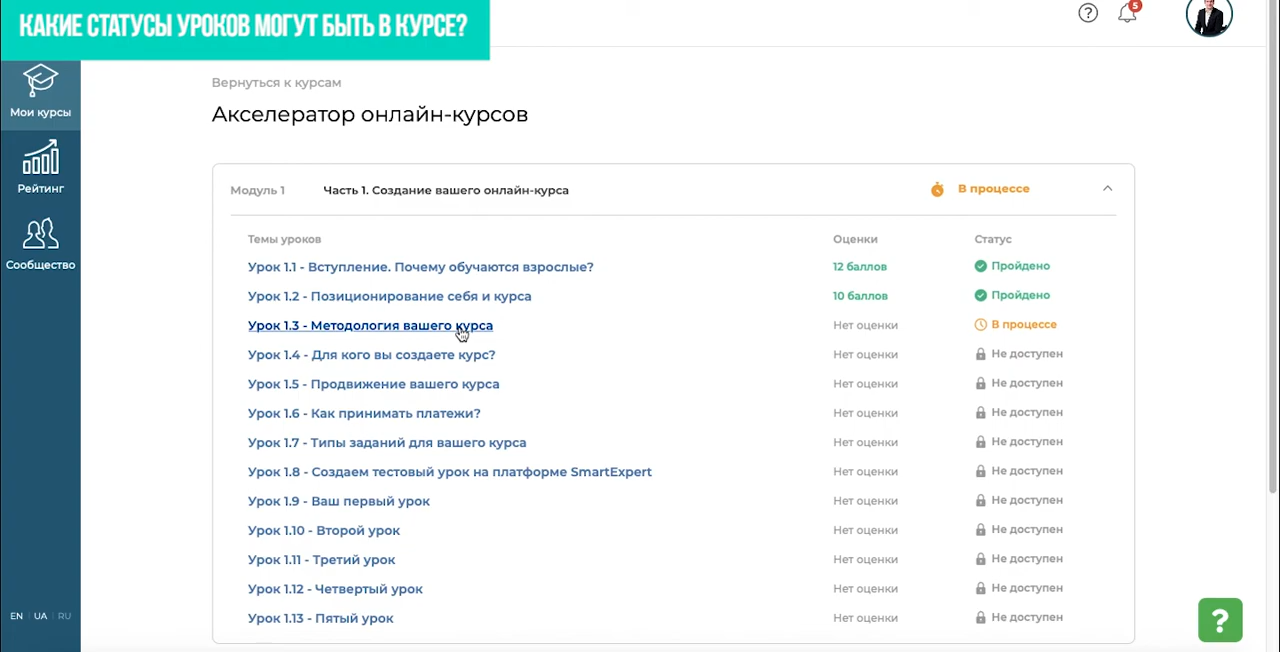 КАКИЕ СТАТУСЫ УРОКОВ МОГУТ БЫТЬ В КУРСЕ?
?
5
Мои курсы
Рейтинг
Сообщество
EN | UA | RU
Вернуться к курсам
Акселератор онлайн-курсов
Модуль 1 Часть 1. Создание вашего онлайн-курса В процессе
Темы уроков Оценки Статус
Урок 1.1 - Вступление. Почему обучаются взрослые? 12 баллов Пройдено
Урок 1.2 - Позиционирование себя и курса 10 баллов Пройдено
Урок 1.3 - Методология вашего курса Нет оценки В процессе
Урок 1.4 - Для кого вы создаете курс? Нет оценки Не доступен
Урок 1.5 - Продвижение вашего курса Нет оценки Не доступен
Урок 1.6 - Как принимать платежи? Нет оценки Не доступен
Урок 1.7 - Типы заданий для вашего курса Нет оценки Не доступен
Урок 1.8 - Создаем тестовый урок на платформе SmartExpert Нет оценки Не доступен
Урок 1.9 - Ваш первый урок Нет оценки Не доступен
Урок 1.10 - Второй урок Нет оценки Не доступен
Урок 1.11 - Третий урок Нет оценки Не доступен
Урок 1.12 - Четвертый урок Нет оценки Не доступен
Урок 1.13 - Пятый урок Нет оценки Не доступен
?